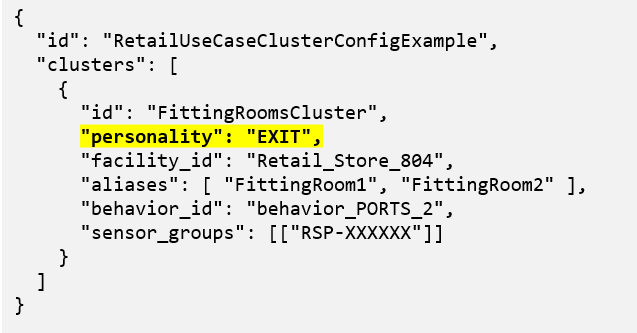 {
"id": "RetailUseCaseClusterConfigExample",
"clusters": [
{
"id": "FittingRoomsCluster",
"personality": "EXIT",
"facility_id": "Retail_Store_804",
"aliases": [ "FittingRoom1", "FittingRoom2" ],
"behavior_id": "behavior_PORTS_2",
"sensor_groups": [["RSP-XXXXXX"]]
}
]
}